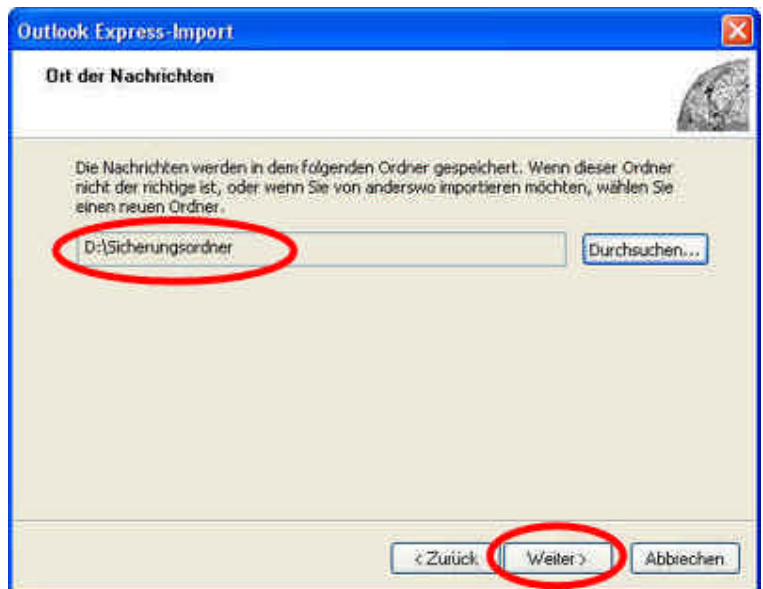 Outlook Express-Import
Ort der Nachrichten
Die Nachrichten werden in dem folgenden Ordner gespeichert. Wenn dieser Ordner
nicht der richtige ist, oder wenn Sie von anderswo importieren möchten, wählen Sie
einen neuen Ordner.
D:\Sicherungsordner
Durchsuchen...
< Zurück
Weiter >
Abbrechen